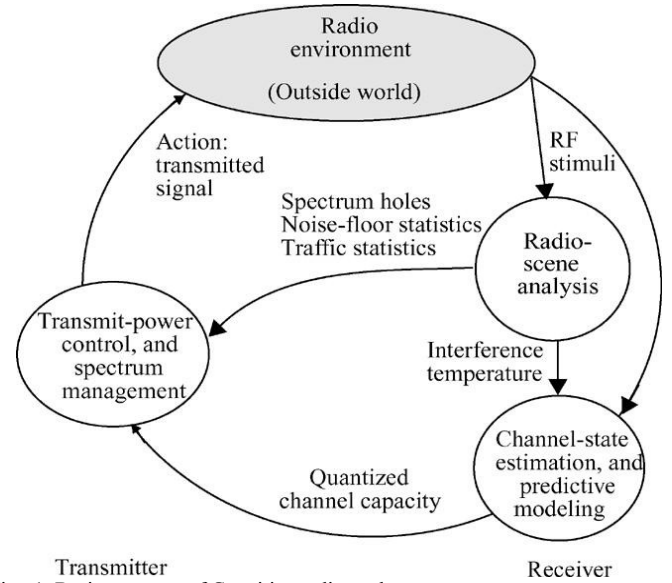 Radio
environment
(Outside world)
Action:
transmitted
signal
RF
stimuli
Spectrum holes
Noise-floor statistics
Traffic statistics
Radio-
scene
analysis
Transmit-power
control, and
spectrum
management
Interference
temperature
Channel-state
estimation, and
predictive
modeling
Quantized
channel capacity
Transmitter
Receiver